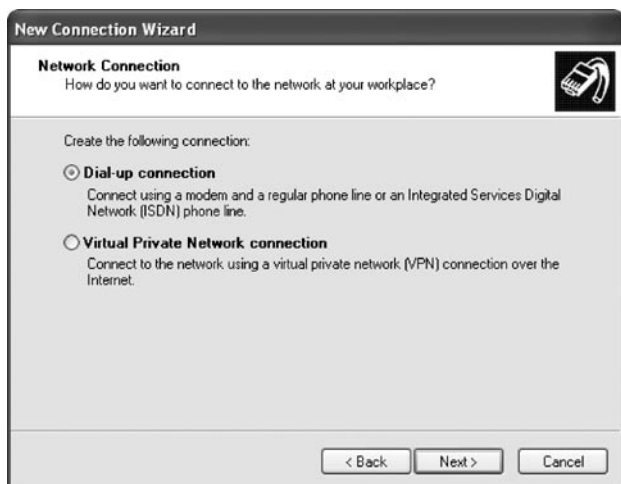 New Connection Wizard
Network Connection
How do you want to connect to the network at your workplace?
Create the following connection:
Dial-up connection
Connect using a modem and a regular phone line or an Integrated Services Digital
Network (ISDN) phone line.
Virtual Private Network connection
Connect to the network using a virtual private network (VPN) connection over the
Internet.
< Back
Next >
Cancel